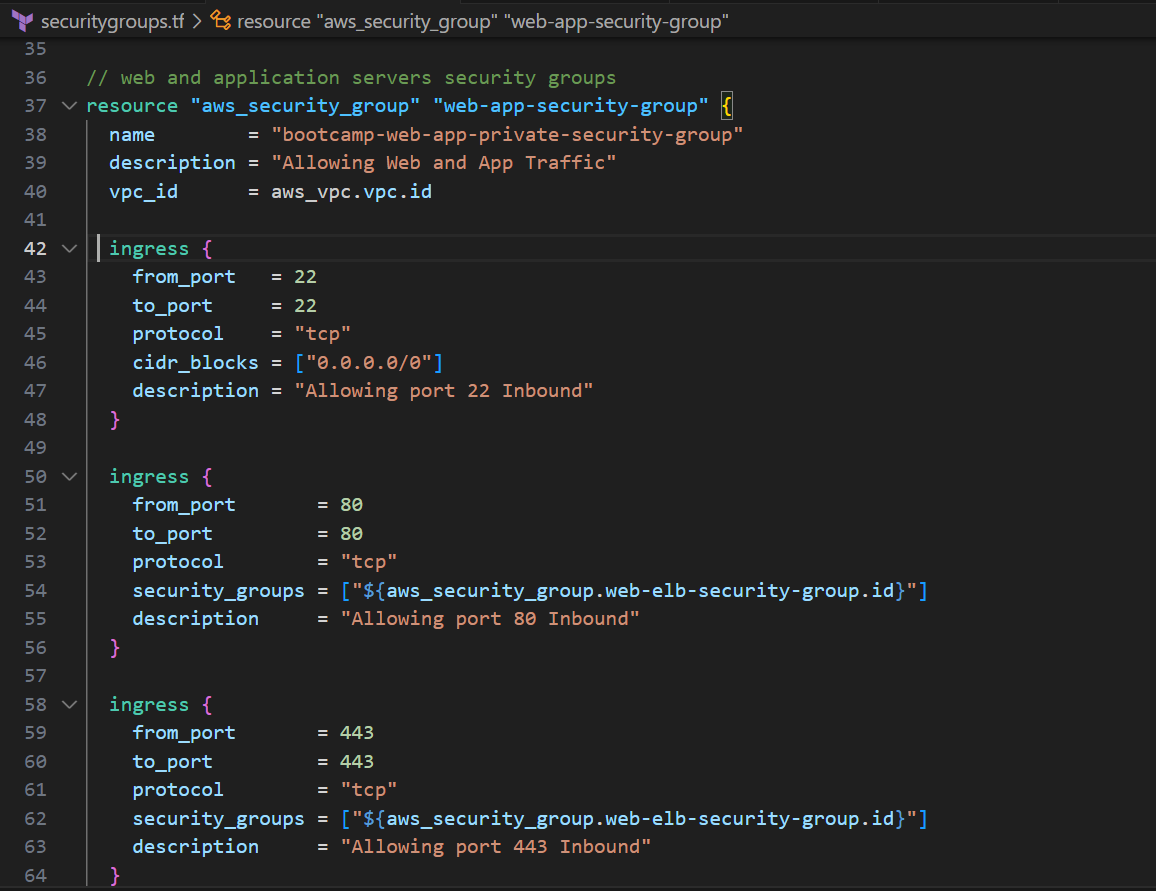 securitygroups.tf > resource "aws_security_group" "web-app-security-group"
35
36 // web and application servers security groups
37 resource "aws_security_group" "web-app-security-group" {
38 name = "bootcamp-web-app-private-security-group"
39 description = "Allowing Web and App Traffic"
40 vpc_id = aws_vpc.vpc.id
41
42 ingress {
43 from_port = 22
44 to_port = 22
45 protocol = "tcp"
46 cidr_blocks = ["0.0.0.0/0"]
47 description = "Allowing port 22 Inbound"
48 }
49
50 ingress {
51 from_port = 80
52 to_port = 80
53 protocol = "tcp"
54 security_groups = ["${aws_security_group.web-elb-security-group.id}"]
55 description = "Allowing port 80 Inbound"
56 }
57
58 ingress {
59 from_port = 443
60 to_port = 443
61 protocol = "tcp"
62 security_groups = ["${aws_security_group.web-elb-security-group.id}"]
63 description = "Allowing port 443 Inbound"
64 }